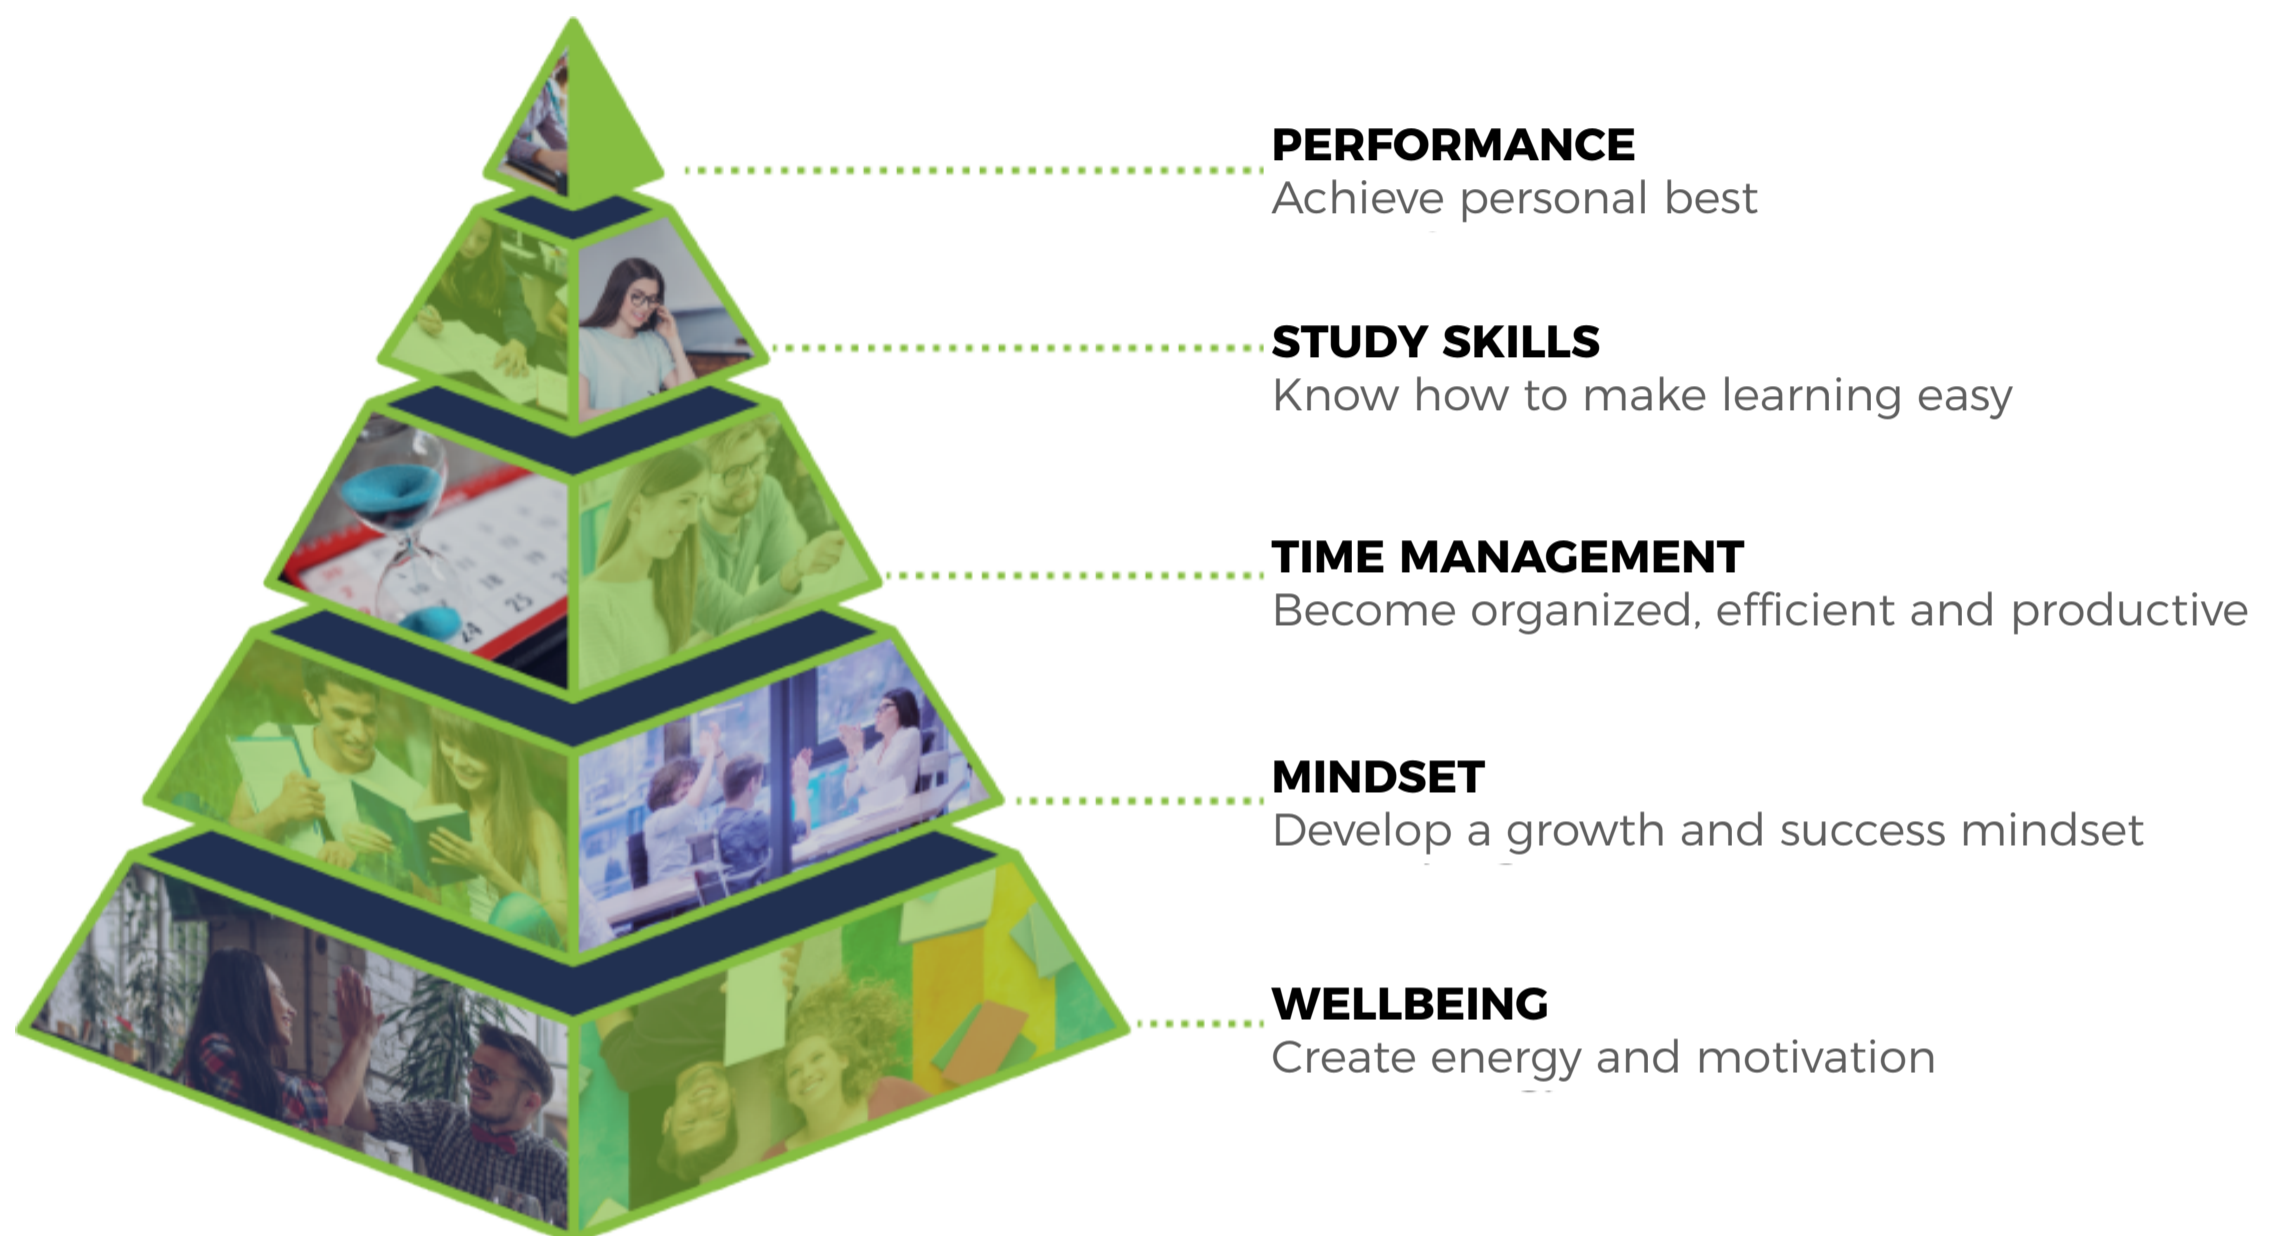 PERFORMANCE
Achieve personal best
STUDY SKILLS
Know how to make learning easy
TIME MANAGEMENT
Become organized, efficient and productive
MINDSET
Develop a growth and success mindset
WELLBEING
Create energy and motivation